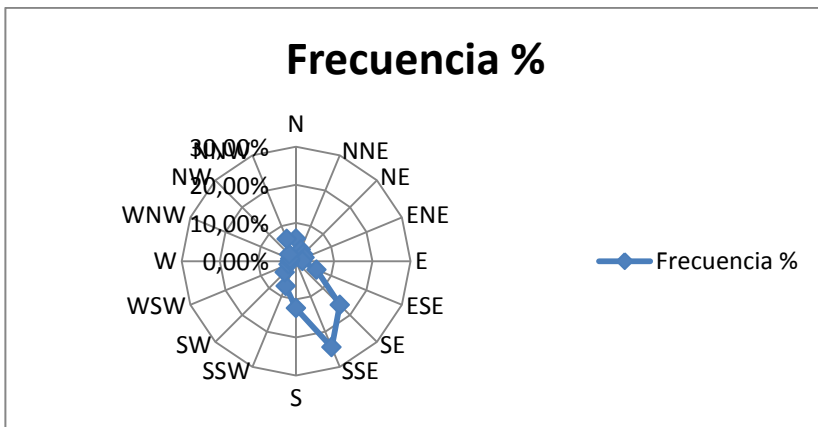 Frecuencia %
N
NNE
NE
ENE
E
ESE
SE
SSE
S
SSW
SW
WSW
W
WNW
NW
NNW
30,00%
20,00%
10,00%
0,00%
Frecuencia %